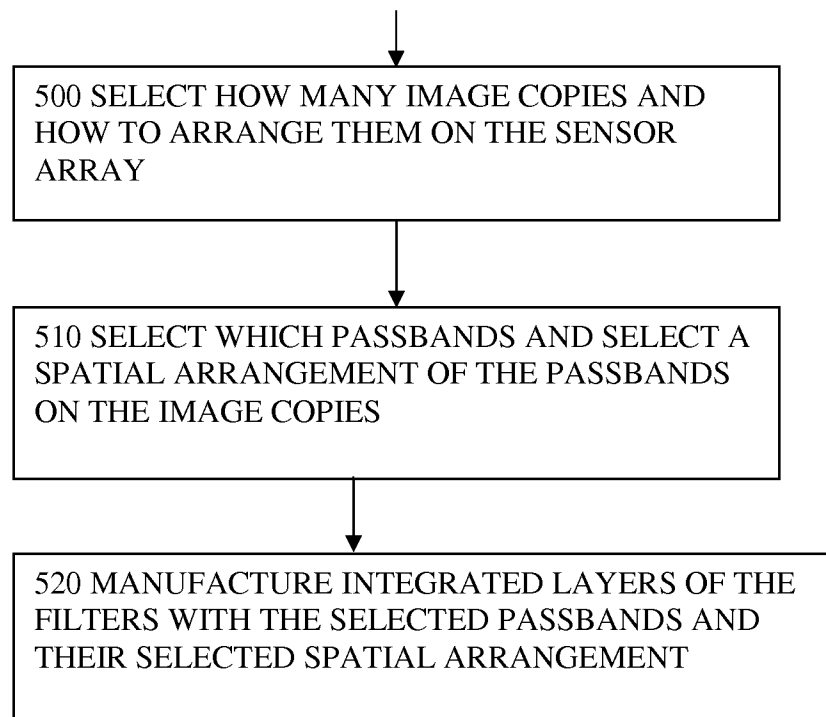 500 SELECT HOW MANY IMAGE COPIES AND
HOW TO ARRANGE THEM ON THE SENSOR
ARRAY
510 SELECT WHICH PASSBANDS AND SELECT A
SPATIAL ARRANGEMENT OF THE PASSBANDS
ON THE IMAGE COPIES
520 MANUFACTURE INTEGRATED LAYERS OF THE
FILTERS WITH THE SELECTED PASSBANDS AND
THEIR SELECTED SPATIAL ARRANGEMENT